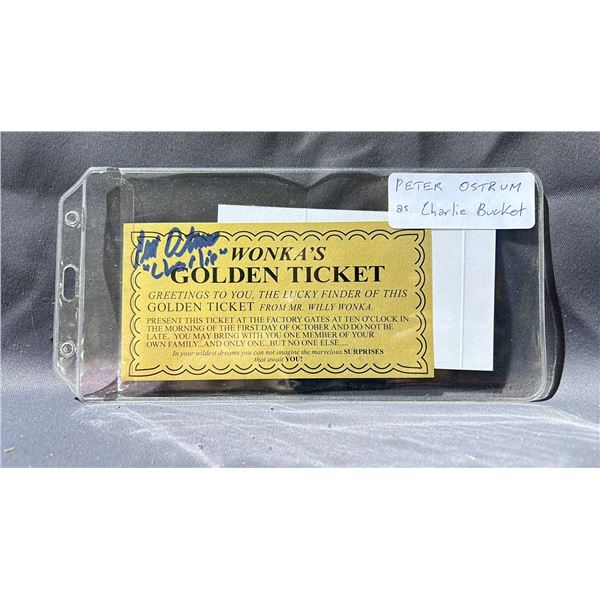 PETER OSTRUM
as Charlie Bucket
"Charlie"
WONKA'S
GOLDEN TICKET
GREETINGS TO YOU, THE LUCKY FINDER OF THIS
GOLDEN TICKET FROM MR. WILLY WONKA.
PRESENT THIS TICKET AT THE FACTORY GATES AT TEN O'CLOCK IN
THE MORNING OF THE FIRST DAY OF OCTOBER AND DO NOT BE
LATE. YOU MAY BRING WITH YOU ONE MEMBER OF YOUR
OWN FAMILY...AND ONLY ONE...BUT NO ONE ELSE.....
In your wildest dreams you can not imagine the marvelous SURPRISES
that await YOU!